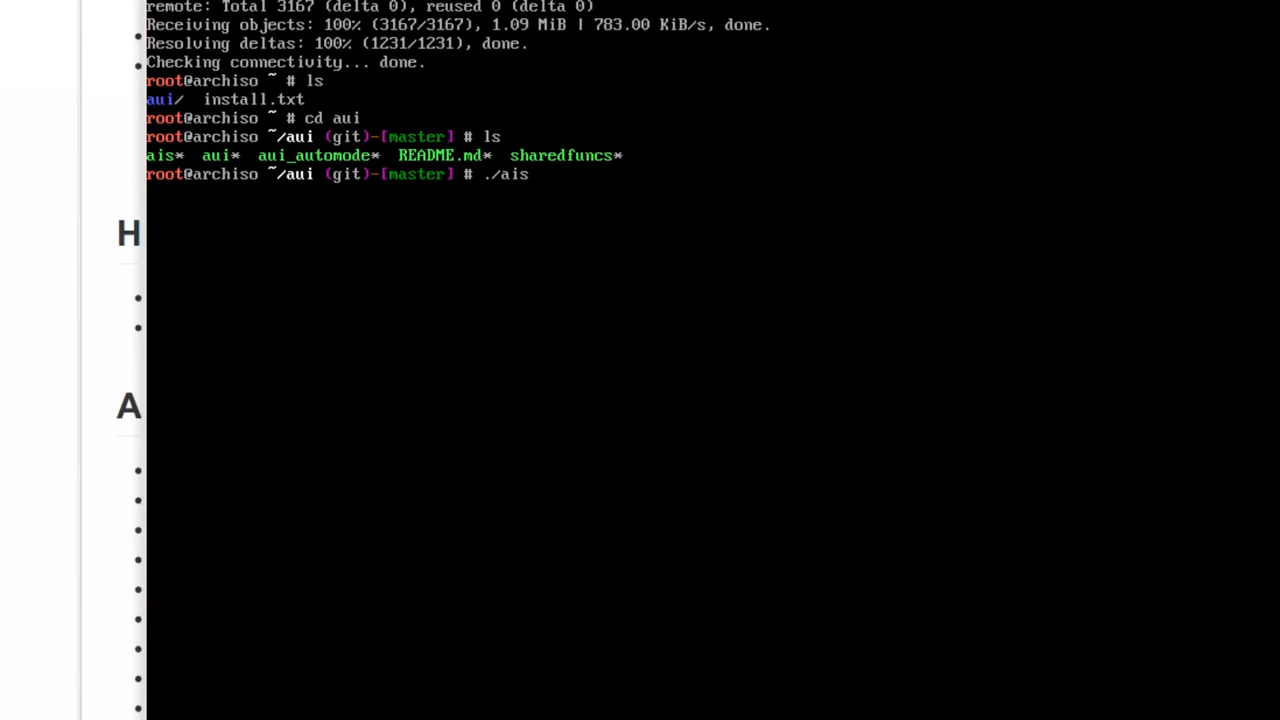 remote: Total 3167 (delta 0), reused 0 (delta 0)
Receiving objects: 100% (3167/3167), 1.09 MiB | 783.00 KiB/s, done.
Resolving deltas: 100% (1231/1231), done.
Checking connectivity... done.
root@archiso ~ # ls
aui/  install.txt
root@archiso ~ # cd aui
root@archiso ~/aui (git)-[master] # ls
ais*  aui*  aui_automode*  README.md*  sharedfuncs*
root@archiso ~/aui (git)-[master] # ./ais
H
A